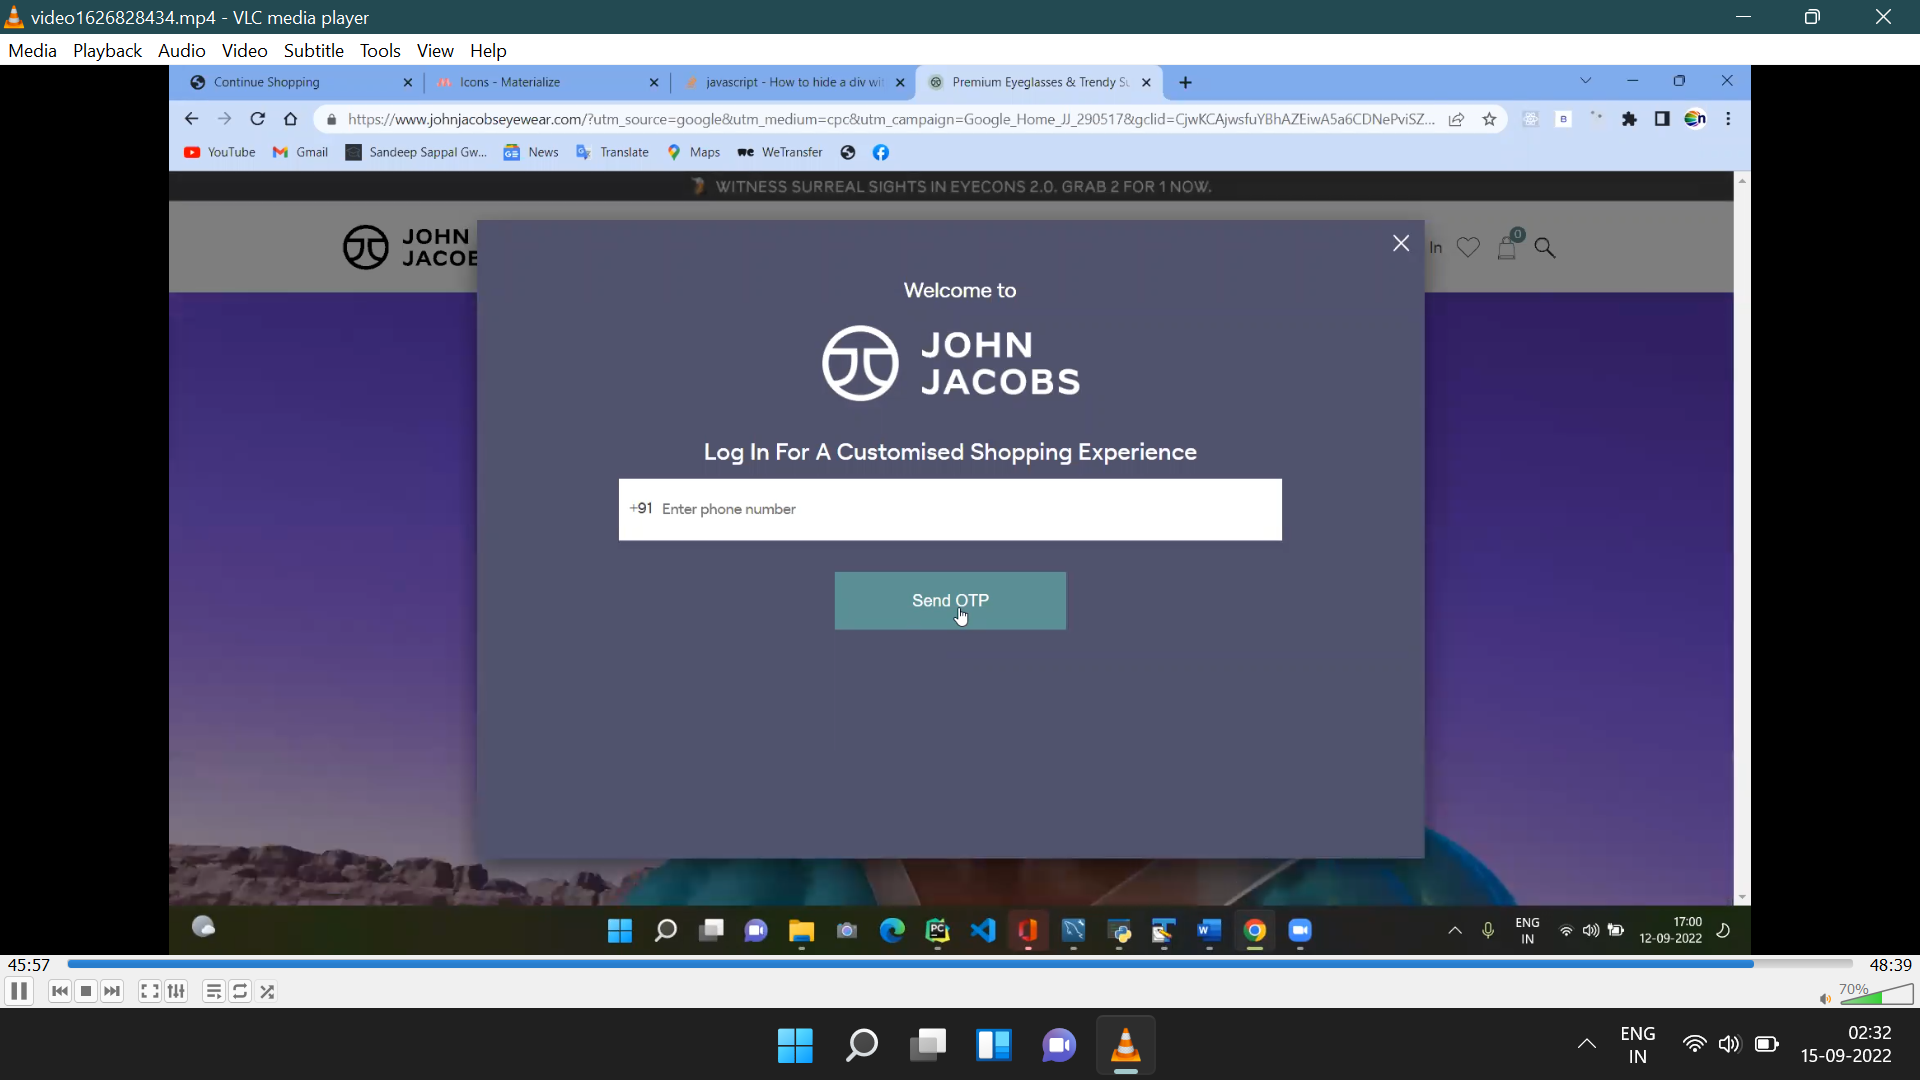 video1626828434.mp4 - VLC media player
Media Playback Audio Video Subtitle Tools View Help
Continue Shopping
Icons - Materialize
javascript - How to hide a div wit
Premium Eyeglasses & Trendy Su
https://www.johnjacobseyewear.com/?utm_source=google&utm_medium=cpc&utm_campaign=Google_Home_JJ_290517&gclid=CjwKCAjwsfuYBhAZEiwA5a6CDNePviSZ...
YouTube Gmail Sandeep Sappal Gw... News Translate Maps WeTransfer
WITNESS SURREAL SIGHTS IN EYECONS 2.0. GRAB 2 FOR 1 NOW.
JOHN
JACOB
In
0
Welcome to
JOHN
JACOBS
Log In For A Customised Shopping Experience
+91 Enter phone number
Send OTP
ENG
IN
17:00
12-09-2022
45:57
48:39
70%
ENG
IN
02:32
15-09-2022